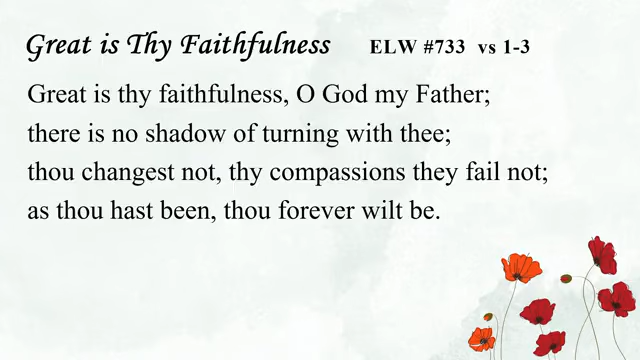 Great is Thy Faithfulness ELW #733 vs 1-3
Great is thy faithfulness, O God my Father;
there is no shadow of turning with thee;
thou changest not, thy compassions they fail not;
as thou hast been, thou forever wilt be.